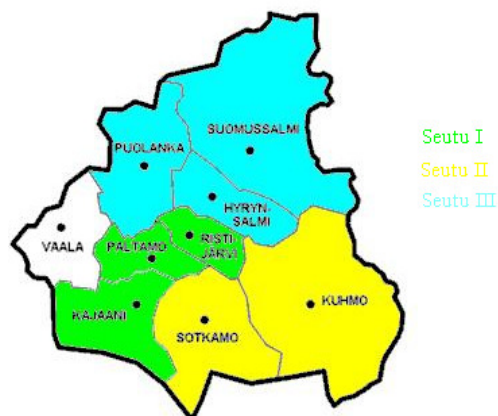 SUOMUSSALMI
PUOLANKA
HYRYN-
SALMI
VAALA
PALTAMO
RISTI-
JÄRVI
KAJAANI
SOTKAMO
KUHMO
Seutu I
Seutu II
Seutu III